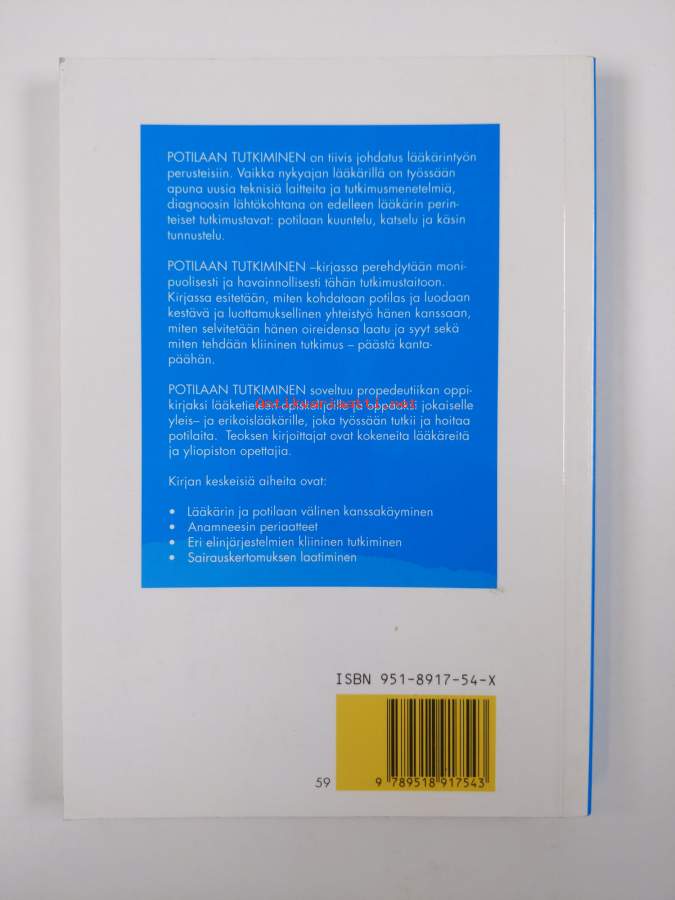 POTILAAN TUTKIMINEN on tiivis johdatus lääkärintyön
perusteisiin. Vaikka nykyajan lääkärillä on työssään
apuna uusia teknisiä laitteita ja tutkimusmenetelmiä,
diagnoosin lähtökohtana on edelleen lääkärin perin-
teiset tutkimustavat: potilaan kuuntelu, katselu ja käsin
tunnustelu.
POTILAAN TUTKIMINEN –kirjassa perehdytään moni-
puolisesti ja havainnollisesti tähän tutkimustaitoon.
Kirjassa esitetään, miten kohdataan potilas ja luodaan
kestävä ja luottamuksellinen yhteistyö hänen kanssaan,
miten selvitetään hänen oireidensa laatu ja syyt sekä
miten tehdään kliininen tutkimus – päästä kanta-
päähän.
POTILAAN TUTKIMINEN soveltuu propedeutiikan oppi-
kirjaksi lääketieteen opiskelijoille ja oppaaksi jokaiselle
Antikvariaatti.net
yleis– ja erikoislääkärille, joka työssään tutkii ja hoitaa
potilaita. Teoksen kirjoittajat ovat kokeneita lääkäreitä
ja yliopiston opettajia.
Kirjan keskeisiä aiheita ovat:
• Lääkärin ja potilaan välinen kanssakäyminen
• Anamneesin periaatteet
• Eri elinjärjestelmien kliininen tutkiminen
• Sairauskertomuksen laatiminen
ISBN 951-8917-54-X
59
9 789518 917543